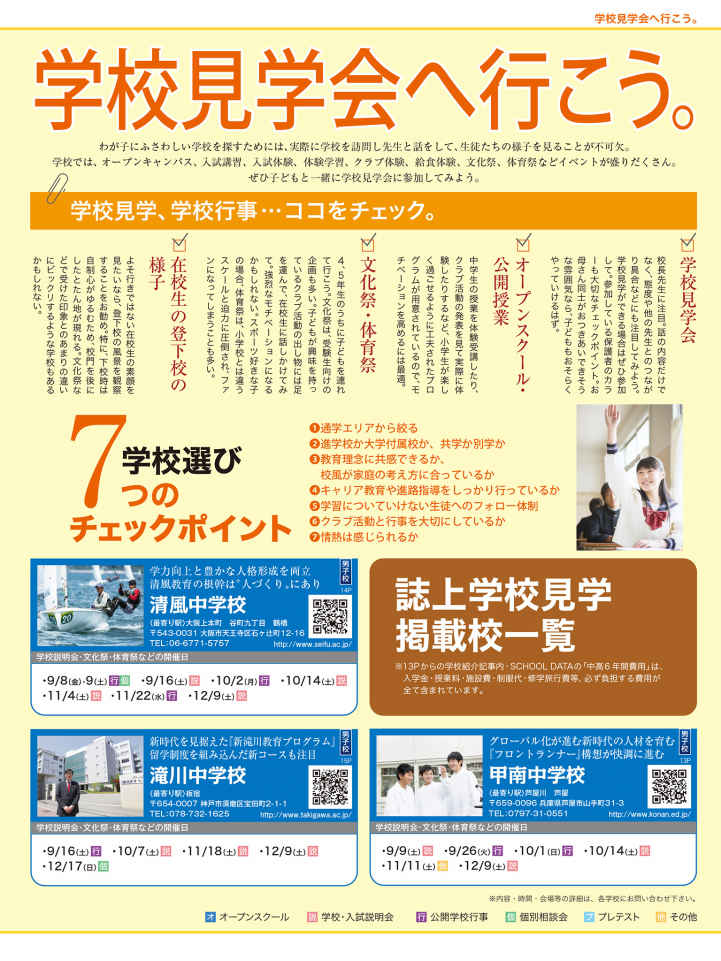 学校見学会へ行こう。
学校見学会へ行こう。
わが子にふさわしい学校を探すためには、実際に学校を訪問し先生と話をして、生徒たちの様子を見ることが不可欠。
学校では、オープンキャンパス、入試講習、入試体験、体験学習、クラブ体験、給食体験、文化祭、体育祭などイベントが盛りだくさん。
ぜひ子どもと一緒に学校見学会に参加してみよう。
学校見学、学校行事…ココをチェック。
学校見学会
校長先生に注目。話の内容だけで
なく、態度や他の先生とのつなが
り具合などにも注目してみよう。
学校見学ができる場合はぜひ参加
して。参加している保護者のカラ
ーも大切なチェックポイント。お
母さん同士がおつきあいできそう
な雰囲気なら、子どももおそらく
やっていけるはず。
オープンスクール・
公開授業
中学生の授業を体験受講したり、
クラブ活動の発表を見て実際に体
験したりするなど、小学生が楽し
く過ごせるように工夫されたプロ
グラムが用意されているので、モ
チベーションを高めるには最適。
文化祭・体育祭
4、5年生のうちに子どもを連れ
て行こう。文化祭は、受験生向けの
企画も多い。子どもが興味を持っ
ているクラブ活動の出し物には足
を運んで、在校生に話しかけてみ
て。強烈なモチベーションになる
かもしれない。スポーツ好きな子
の場合、体育祭は、小学校とは違う
スケールと迫力に圧倒され、ファ
ンになってしまうことも多い。
在校生の登下校の
様子
よそ行きではない在校生の素顔を
見たいなら、登下校の風景を観察
することをお勧め。特に、下校時は
自制心がゆるむため、校門を後に
したとたん地が現れる。文化祭な
どで受けた印象とのあまりの違い
にビックリするような学校もある
かもしれない。
7
学校選び
つの
チェックポイント
❶通学エリアから絞る
❷進学校か大学付属校か、共学か別学か
❸教育理念に共感できるか、
校風が家庭の考え方に合っているか
❹キャリア教育や進路指導をしっかり行っているか
❺学習についていけない生徒へのフォロー体制
❻クラブ活動と行事を大切にしているか
❼情熱は感じられるか
学力向上と豊かな人格形成を両立
清風教育の根幹は“人づくり”にあり
男子校
14P
清風中学校
(最寄り駅)大阪上本町 谷町九丁目 鶴橋
〒543-0031 大阪市天王寺区石ヶ辻町12-16
TEL:06-6771-5757 http://www.seifu.ac.jp/
学校説明会・文化祭・体育祭などの開催日
・9/8(金)・9(土)行個 ・9/16(土)説 ・10/2(月)行 ・10/14(土)説
・11/4(土)説 ・11/22(水)行 ・12/9(土)説
誌上学校見学
掲載校一覧
※13Pからの学校紹介記事内・SCHOOL DATAの「中高6年間費用」は、
入学金・授業料・施設費・制服代・修学旅行費等、必ず負担する費用が
全て含まれています。
新時代を見据えた『新滝川教育プログラム』
留学制度を組み込んだ新コースも注目
男子校
15P
滝川中学校
(最寄り駅)板宿
〒654-0007 神戸市須磨区宝田町2-1-1
TEL:078-732-1625 http://www.takigawa.ac.jp/
学校説明会・文化祭・体育祭などの開催日
・9/16(土)行 ・10/7(土)説 ・11/18(土)説 ・12/9(土)説
・12/17(日)個
グローバル化が進む新時代の人材を育む
『フロントランナー』構想が快調に進む
男子校
13P
甲南中学校
(最寄り駅)芦屋川 芦屋
〒659-0096 兵庫県芦屋市山手町31-3
TEL:0797-31-0551 http://www.konan.ed.jp/
学校説明会・文化祭・体育祭などの開催日
・9/9(土)説 ・9/26(火)行 ・10/1(日)行 ・10/14(土)説
・11/11(土)他 ・12/9(土)説
※内容・時間・会場等の詳細は、各学校にお問い合わせ下さい。
オ オープンスクール 説 学校・入試説明会 行 公開学校行事 個 個別相談会 プ プレテスト 他 その他